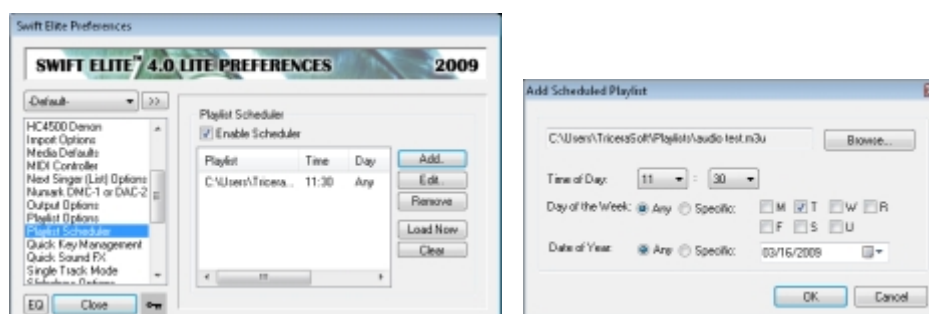 Swift Elite Preferences
SWIFT ELITE™ 4.0 LITE PREFERENCES 2009
-Default- >>
HC4500 Denon
Import Options
Media Defaults
MIDI Controller
Next Singer (List) Options
Numark DMC-1 or DAC-2
Output Options
Playlist Options
Playlist Scheduler
Quick Key Management
Quick Sound FX
Single Track Mode
Slideshow Options
EQ Close
Playlist Scheduler
Enable Scheduler
Playlist Time Day
C:\Users\Tricera... 11:30 Any
Add..
Edit..
Remove
Load Now
Clear
Add Scheduled Playlist
C:\Users\TriceraSoft\Playlists\audio test.m3u Browse...
Time of Day: 11 : 30
Day of the Week: Any Specific: M T W R
F S U
Date of Year: Any Specific: 03/16/2009
OK Cancel